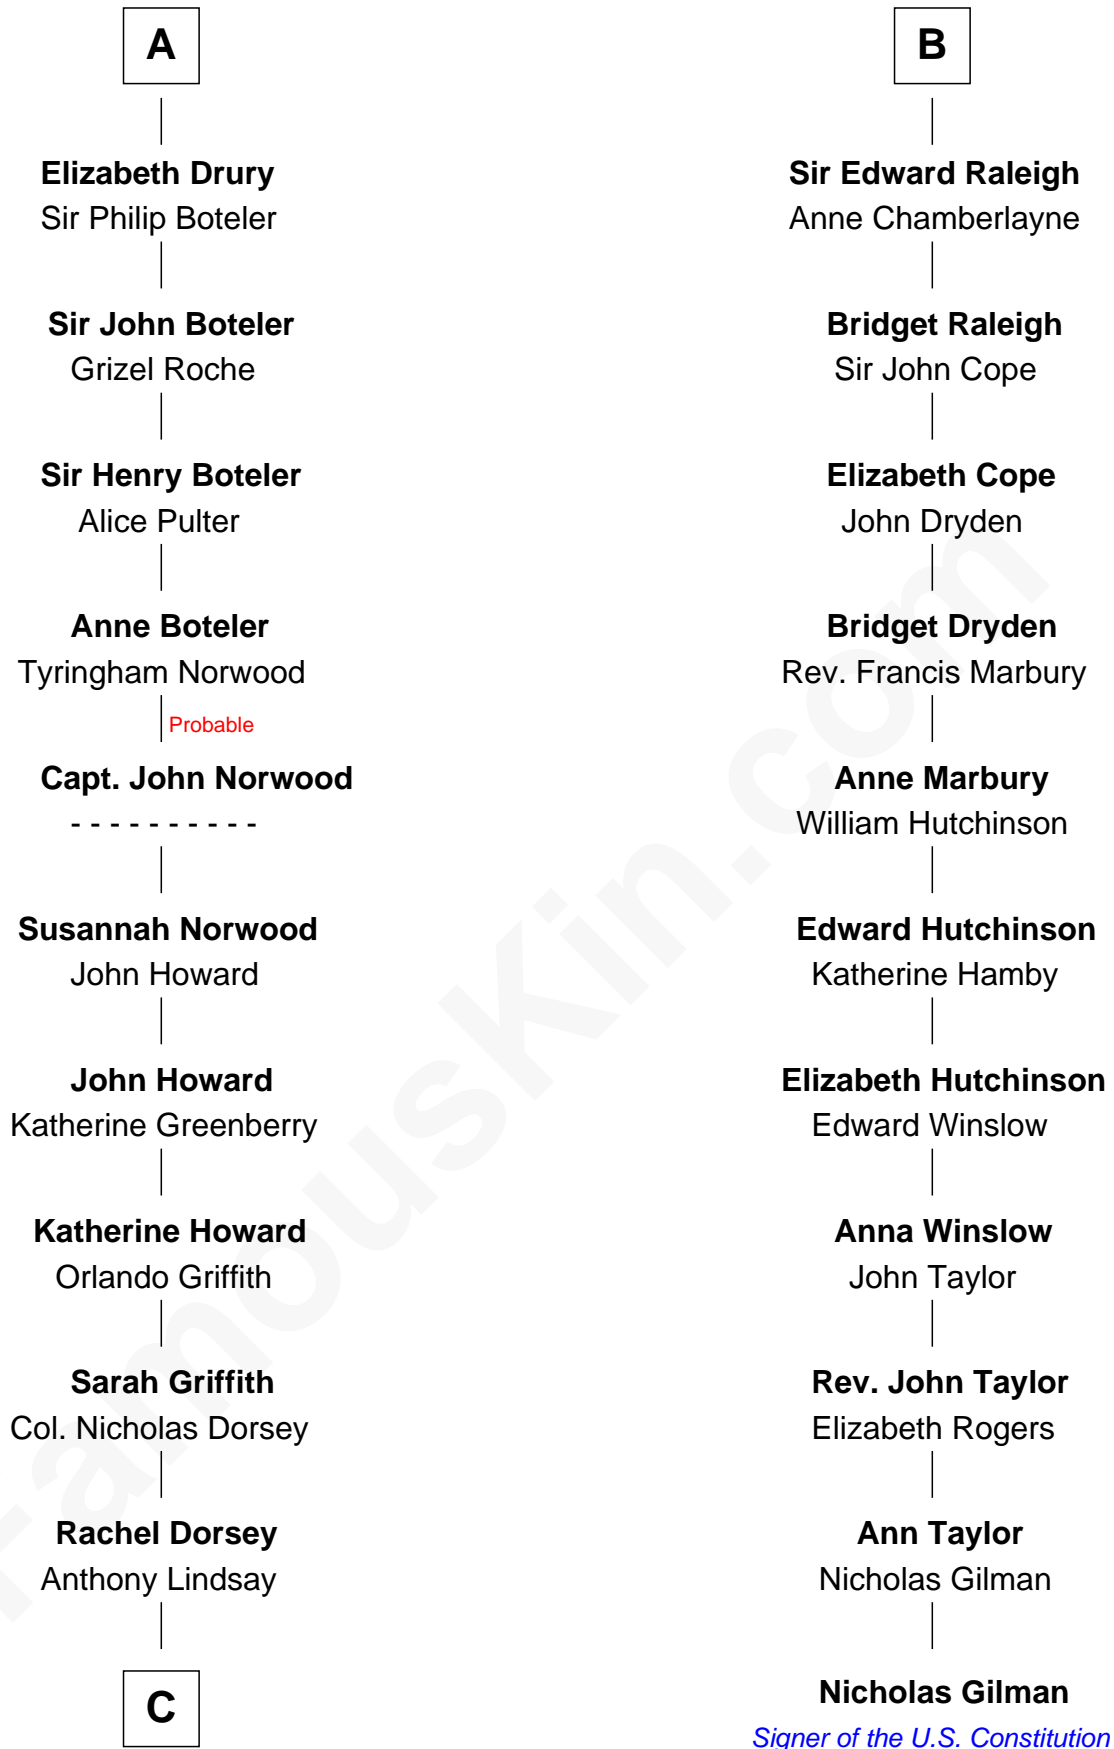 A
Elizabeth Drury
Sir Philip Boteler
Sir John Boteler
Grizel Roche
Sir Henry Boteler
Alice Pulter
Anne Boteler
Tyringham Norwood
Probable
Capt. John Norwood
- - - - - - - - - -
Susannah Norwood
John Howard
John Howard
Katherine Greenberry
Katherine Howard
Orlando Griffith
Sarah Griffith
Col. Nicholas Dorsey
Rachel Dorsey
Anthony Lindsay
C
B
Sir Edward Raleigh
Anne Chamberlayne
Bridget Raleigh
Sir John Cope
Elizabeth Cope
John Dryden
Bridget Dryden
Rev. Francis Marbury
Anne Marbury
William Hutchinson
Edward Hutchinson
Katherine Hamby
Elizabeth Hutchinson
Edward Winslow
Anna Winslow
John Taylor
Rev. John Taylor
Elizabeth Rogers
Ann Taylor
Nicholas Gilman
Nicholas Gilman
Signer of the U.S. Constitution
FamousKin.com